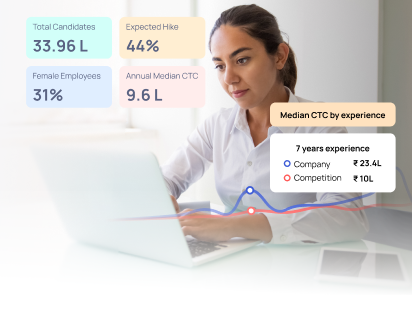 Total Candidates
33.96 L
Expected Hike
44%
Female Employees
31%
Annual Median CTC
9.6 L
Median CTC by experience
7 years experience
Company ₹ 23.4L
Competition ₹ 10L